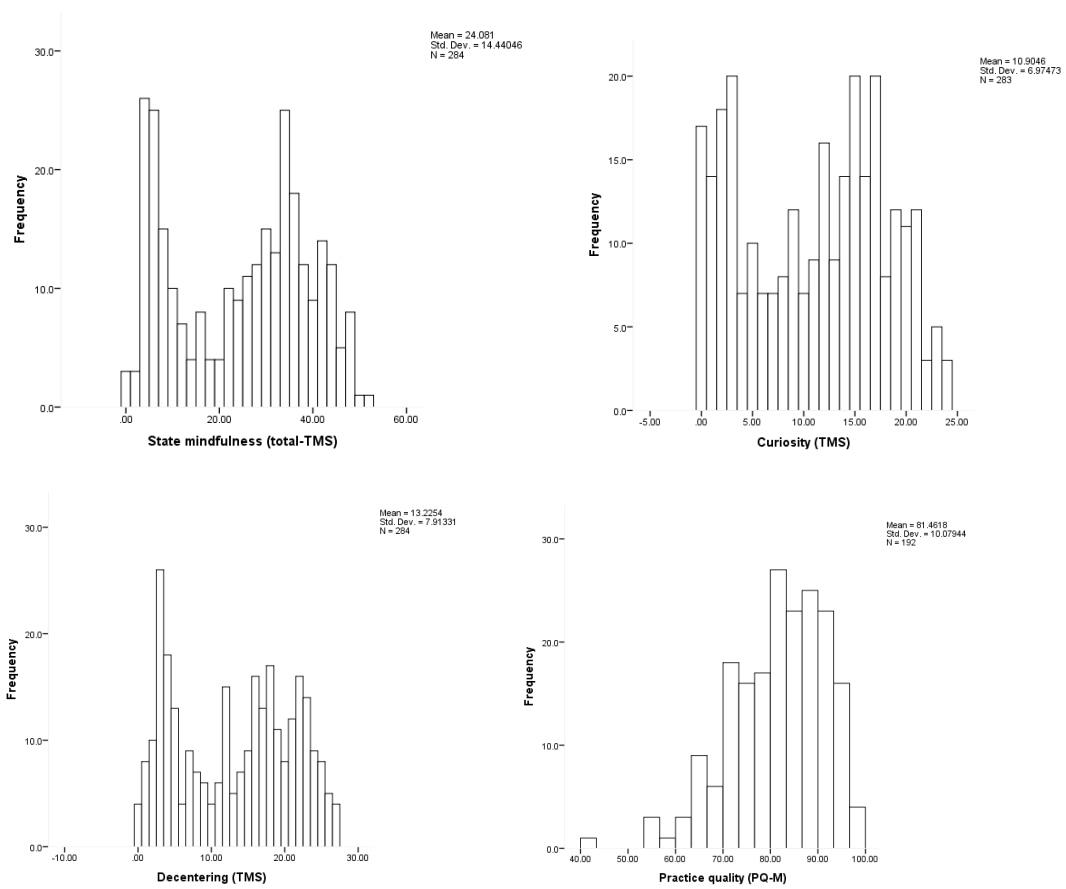 Mean = 24.081
Std. Dev. = 14.44046
N = 284
30.0
20.0
10.0
0.0
Frequency
.00 20.00 40.00 60.00
State mindfulness (total-TMS)
Mean = 10.9046
Std. Dev. = 6.97473
N = 283
20.0
15.0
10.0
5.0
0.0
Frequency
-5.00 .00 5.00 10.00 15.00 20.00 25.00
Curiosity (TMS)
Mean = 13.2254
Std. Dev. = 7.91331
N = 284
30.0
20.0
10.0
0.0
Frequency
-10.00 .00 10.00 20.00 30.00
Decentering (TMS)
Mean = 81.4618
Std. Dev. = 10.07944
N = 192
30.0
20.0
10.0
0.0
Frequency
40.00 50.00 60.00 70.00 80.00 90.00 100.00
Practice quality (PQ-M)